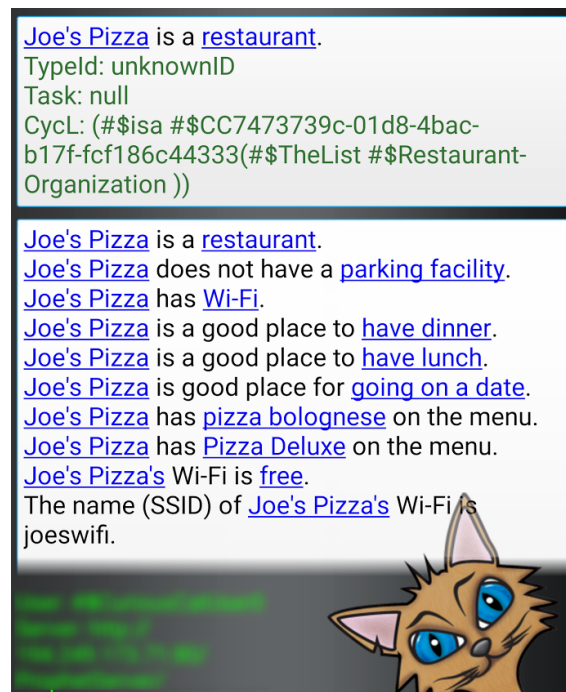 Joe's Pizza is a restaurant.
TypeId: unknownID
Task: null
CycL: (#$isa #$CC7473739c-01d8-4bac-
b17f-fcf186c44333(#$TheList #$Restaurant-
Organization ))
Joe's Pizza is a restaurant.
Joe's Pizza does not have a parking facility.
Joe's Pizza has Wi-Fi.
Joe's Pizza is a good place to have dinner.
Joe's Pizza is a good place to have lunch.
Joe's Pizza is good place for going on a date.
Joe's Pizza has pizza bolognese on the menu.
Joe's Pizza has Pizza Deluxe on the menu.
Joe's Pizza's Wi-Fi is free.
The name (SSID) of Joe's Pizza's Wi-Fi is
joeswifi.